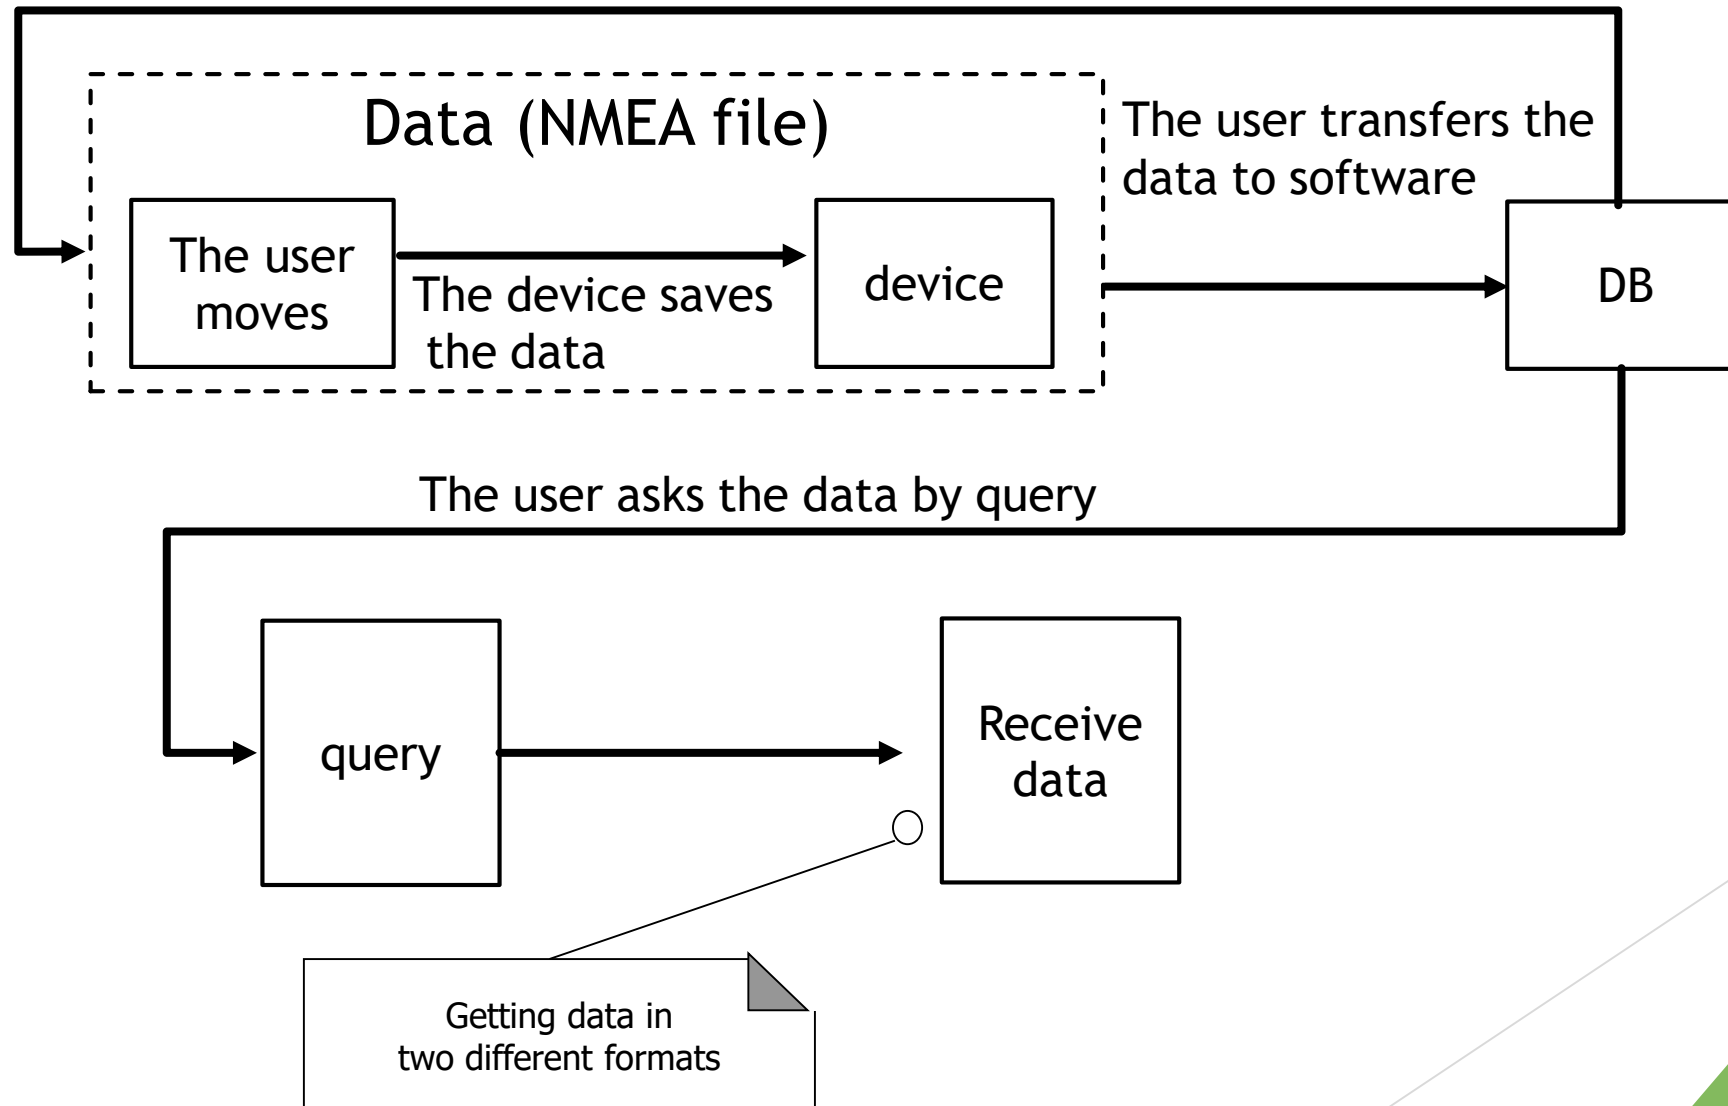 Data (NMEA file)
The user transfers the
data to software
The user
moves
The device saves
the data
device
DB
The user asks the data by query
query
Receive
data
Getting data in
two different formats